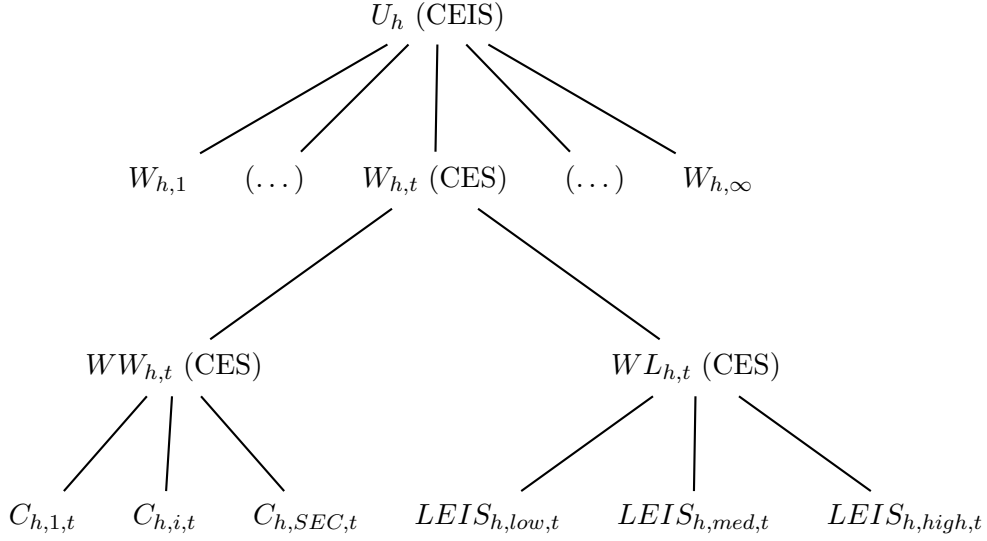 U_h (CEIS)
W_{h,1} (...) W_{h,t} (CES) (...) W_{h,∞}
WW_{h,t} (CES) WL_{h,t} (CES)
C_{h,1,t} C_{h,i,t} C_{h,SEC,t} LEIS_{h,low,t} LEIS_{h,med,t} LEIS_{h,high,t}